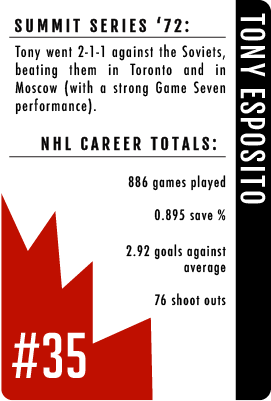 SUMMIT SERIES ‘72:
Tony went 2-1-1 against the Soviets,
beating them in Toronto and in
Moscow (with a strong Game Seven
performance).
NHL CAREER TOTALS:
886 games played
0.895 save %
2.92 goals against
average
76 shoot outs
#35
TONY ESPOSITO